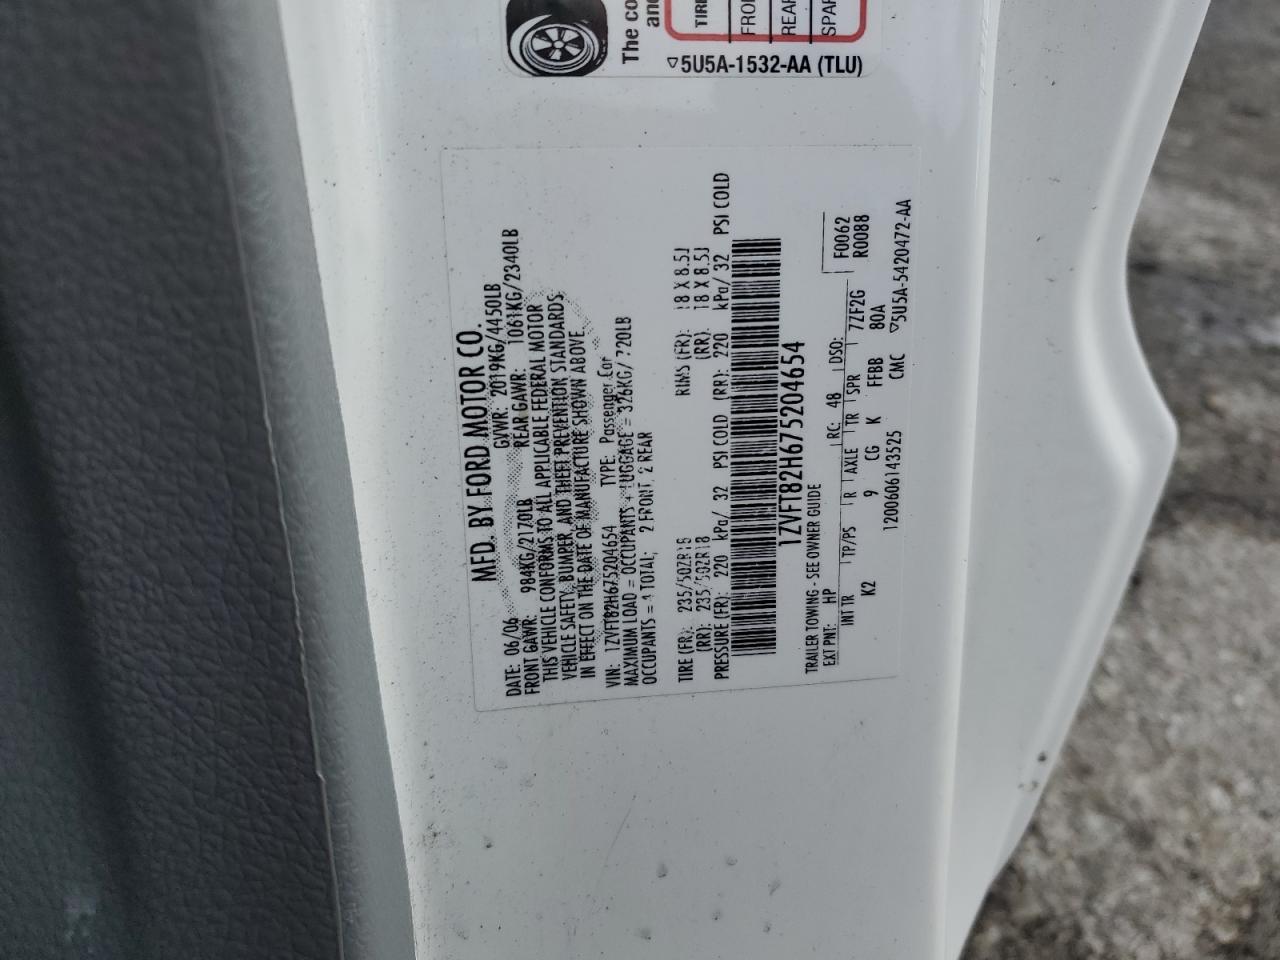 The co
and
TIRE
FRO
REAR
SPAR
5U5A-1532-AA (TLU)
MFD. BY FORD MOTOR CO.
DATE: 06/06 GVWR: 2019KG/4450LB
FRONT GAWR: 984KG/2170LB REAR GAWR: 1061KG/2340LB
THIS VEHICLE CONFORMS TO ALL APPLICABLE FEDERAL MOTOR
VEHICLE SAFETY, BUMPER, AND THEFT PREVENTION STANDARDS
IN EFFECT ON THE DATE OF MANUFACTURE SHOWN ABOVE.
VIN: 1ZVFT82H675204654 TYPE: Passenger Car
MAXIMUM LOAD = OCCUPANTS + LUGGAGE = 326KG/ 720LB
OCCUPANTS = 4 TOTAL: 2 FRONT, 2 REAR
TIRE (FR): 235/50ZR18 RIMS (FR): 18 X 8.5J
(RR): 235/50ZR18 (RR): 18 X 8.5J
PRESSURE (FR): 220 kPa/ 32 PSI COLD (RR): 220 kPa/ 32 PSI COLD
1ZVFT82H675204654
TRAILER TOWING - SEE OWNER GUIDE
EXT PNT: HP RC: 48 DSO: F0062
INT TR TP/PS R AXLE TR SPR 7ZF2G R0088
K2 9 CG K FFBB 80A
1200606143525 CMC 5U5A-5420472-AA